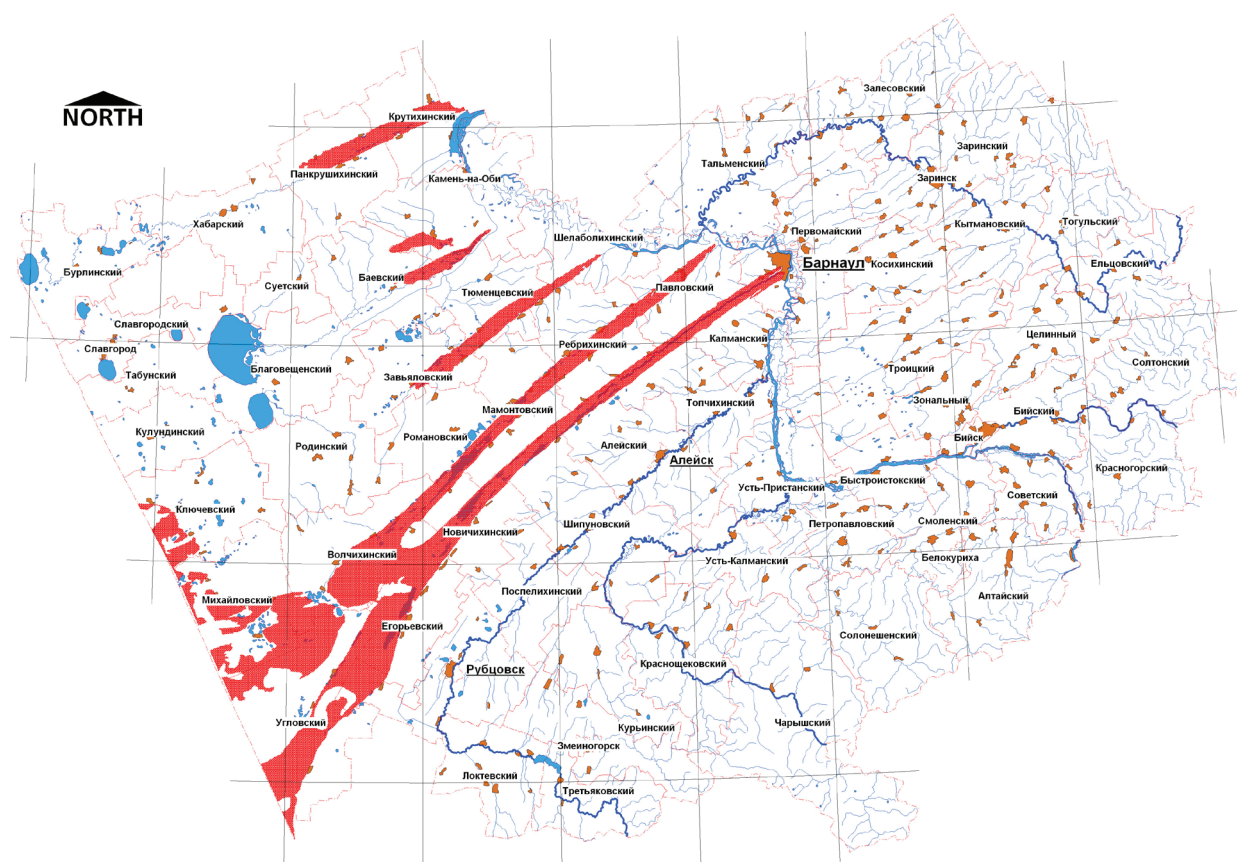 Залесовский
NORTH
Крутихинский
Заринский
Тальменский
Панкрушихинский
Камень-на-Оби
Заринск
Хабарский
Тогульский
Кытмановский
Первомайский
Шелаболихинский
Барнаул
Косихинский
Ельцовский
Бурлинский
Баевский
Суетский
Павловский
Тюменцевский
Славгородский
Целинный
Калманский
Славгород
Ребрихинский
Солтонский
Благовещенский
Троицкий
Табунский
Завьяловский
Зональный
Топчихинский
Мамонтовский
Бийский
Кулундинский
Романовский
Бийск
Родинский
Алейский
Алейск
Красногорский
Быстроистокский
Усть-Пристанский
Советский
Ключевский
Смоленский
Петропавловский
Шипуновский
Новичихинский
Волчихинский
Белокуриха
Усть-Калманский
Поспелихинский
Алтайский
Михайловский
Егорьевский
Солонешенский
Краснощековский
Рубцовск
Угловский
Чарышский
Курьинский
Змеиногорск
Локтевский
Третьяковский